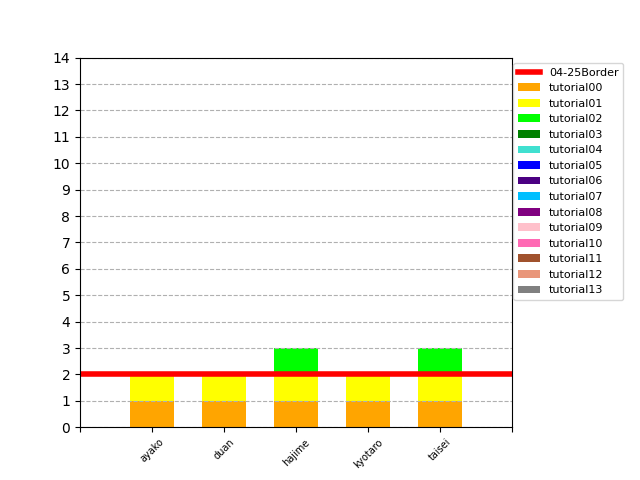 14
13
12
11
10
9
8
7
6
5
4
3
2
1
0
ayako
duan
hajime
kyotaro
taisei
04-25Border
tutorial00
tutorial01
tutorial02
tutorial03
tutorial04
tutorial05
tutorial06
tutorial07
tutorial08
tutorial09
tutorial10
tutorial11
tutorial12
tutorial13